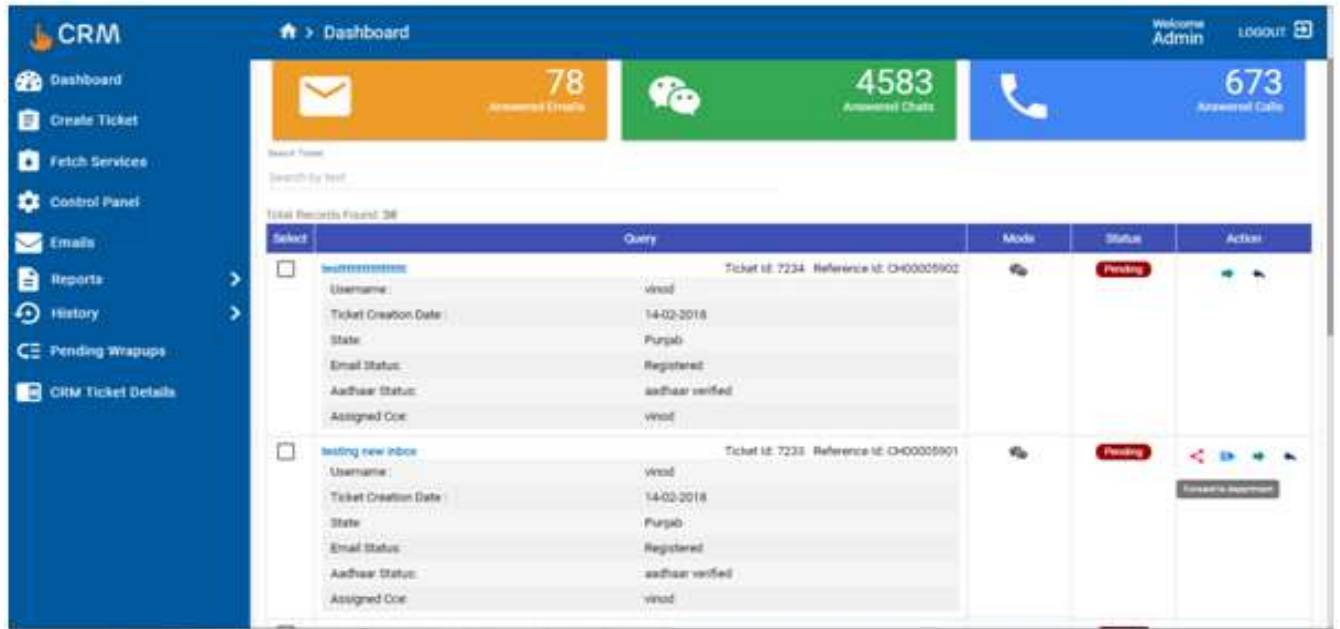 CRM
Dashboard
Welcome
Admin
LOGOUT
Dashboard
Create Ticket
Fetch Services
Control Panel
Emails
Reports
History
Pending Wrapups
CRM Ticket Details
78
Answered Emails
4583
Answered Chats
673
Answered Calls
Search Ticket
Search by text
Total Records Found: 38
Select Query Mode Status Action
Ticket Id: 7234 Reference Id: CH00005902 Pending
Username : vinod
Ticket Creation Date : 14-02-2018
State: Punjab
Email Status: Registered
Aadhaar Status: aadhaar verified
Assigned Cce: vinod
testing new inbox Ticket Id: 7233 Reference Id: CH00005901 Pending
Forward to department
Username : vinod
Ticket Creation Date : 14-02-2018
State: Punjab
Email Status: Registered
Aadhaar Status: aadhaar verified
Assigned Cce: vinod